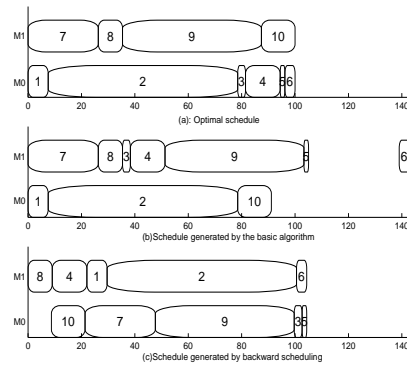 M1 7 8 9 10
M0 1 2 3 4 5 6
0 20 40 60 80 100 120 140
(a): Optimal schedule
M1 7 8 3 4 9 5 6
M0 1 2 10
0 20 40 60 80 100 120 140
(b)Schedule generated by the basic algorithm
M1 8 4 1 2 6
M0 10 7 9 3 5
0 20 40 60 80 100 120 140
(c)Schedule generated by backward scheduling